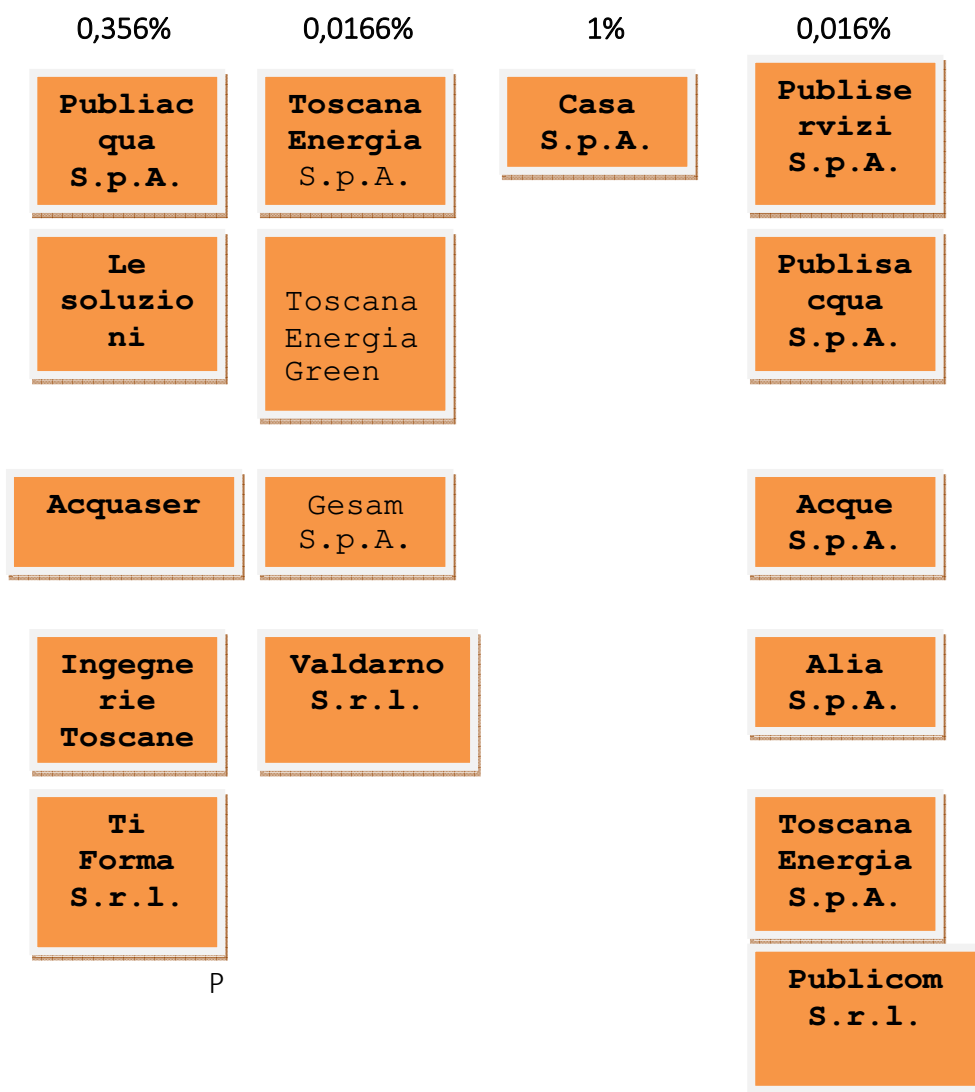 0,356%
0,0166%
1%
0,016%
Publiac
qua
S.p.A.
Toscana
Energia
S.p.A.
Casa
S.p.A.
Publise
rvizi
S.p.A.
Le
soluzio
ni
Toscana
Energia
Green
Publisa
cqua
S.p.A.
Acquaser
Gesam
S.p.A.
Acque
S.p.A.
Ingegne
rie
Toscane
Valdarno
S.r.l.
Alia
S.p.A.
Ti
Forma
S.r.l.
Toscana
Energia
S.p.A.
P
Publicom
S.r.l.